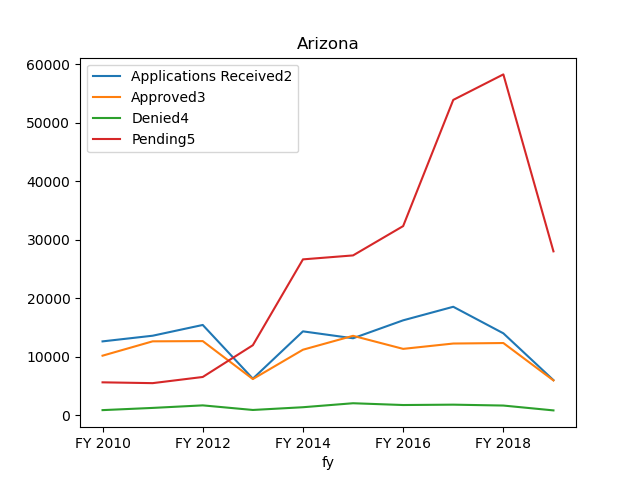 Arizona
60000
50000
40000
30000
20000
10000
0
Applications Received2
Approved3
Denied4
Pending5
FY 2010 FY 2012 FY 2014 FY 2016 FY 2018
fy